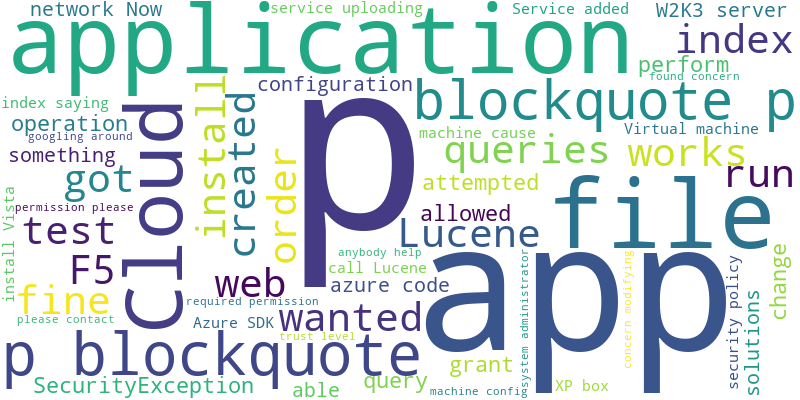 network Now
service uploading
Service added
W2K3 server
application
index
perform
found concern
configuration
index saying
Cloud
install
created
p
blockquote p
operation
googling around
machine cause
Virtual machine
something
order
queries
works
got
attempted
run
install Vista
permission please
allowed
file
test
Lucene
F5
anybody help
app
call Lucene
web
azure code
change
fine
required permission
wanted
system administrator
concern modifying
security policy
solutions
please contact
Azure SDK
trust level
p blockquote
grant
SecurityException
able
query
machine config
XP box